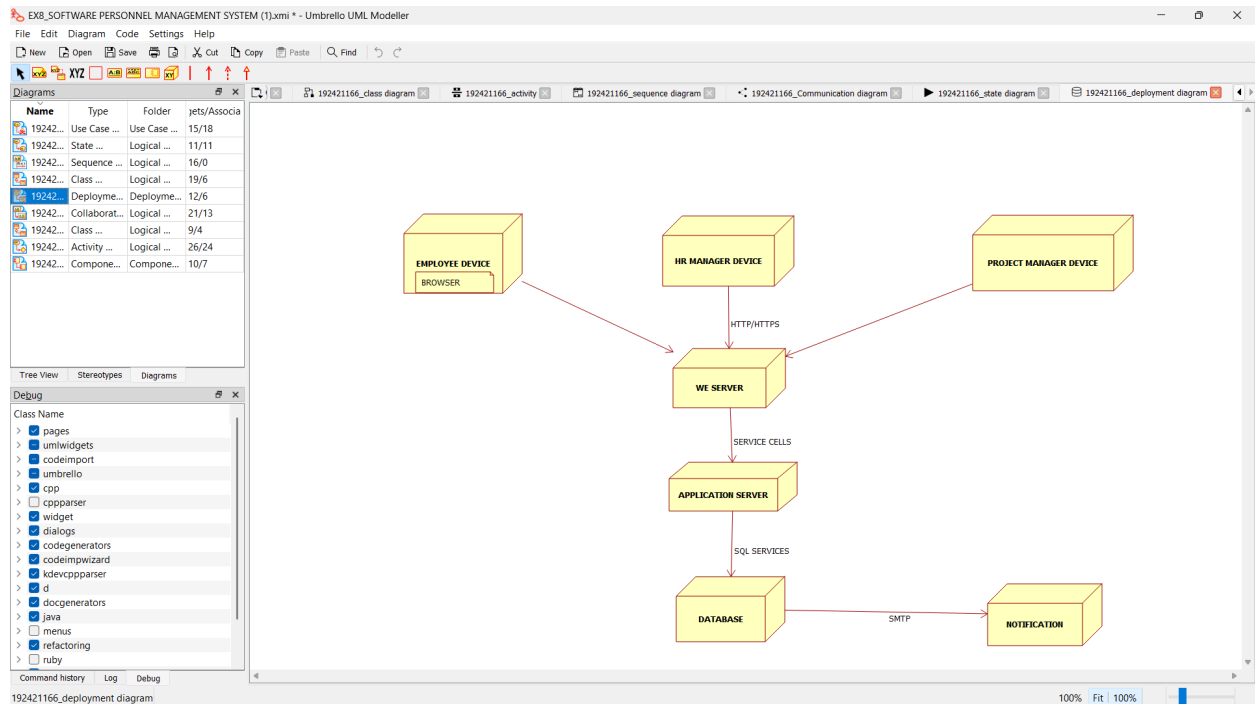 EX8_SOFTWARE PERSONNEL MANAGEMENT SYSTEM (1).xmi * - Umbrello UML Modeller
File Edit Diagram Code Settings Help
New Open Save Cut Copy Paste Find
XYZ XYZ A:B ABC XYZ
Diagrams
192421166_class diagram 192421166_activity 192421166_sequence diagram 192421166_Communication diagram 192421166_state diagram 192421166_deployment diagram
Name Type Folder jets/Associa
19242... Use Case ... Use Case ... 15/18
19242... State ... Logical ... 11/11
19242... Sequence ... Logical ... 16/0
19242... Class ... Logical ... 19/6
19242... Deployme... Deployme... 12/6
19242... Collaborat... Logical ... 21/13
19242... Class ... Logical ... 9/4
19242... Activity ... Logical ... 26/24
19242... Compone... Compone... 10/7
Tree View Stereotypes Diagrams
Debug
Class Name
pages
umlwidgets
codeimport
umbrello
cpp
cppparser
widget
dialogs
codegenerators
codeimpwizard
kdevcppparser
d
docgenerators
java
menus
refactoring
ruby
Command history Log Debug
EMPLOYEE DEVICE
BROWSER
HR MANAGER DEVICE
PROJECT MANAGER DEVICE
HTTP/HTTPS
WE SERVER
SERVICE CELLS
APPLICATION SERVER
SQL SERVICES
DATABASE
SMTP
NOTIFICATION
192421166_deployment diagram
100% Fit 100%